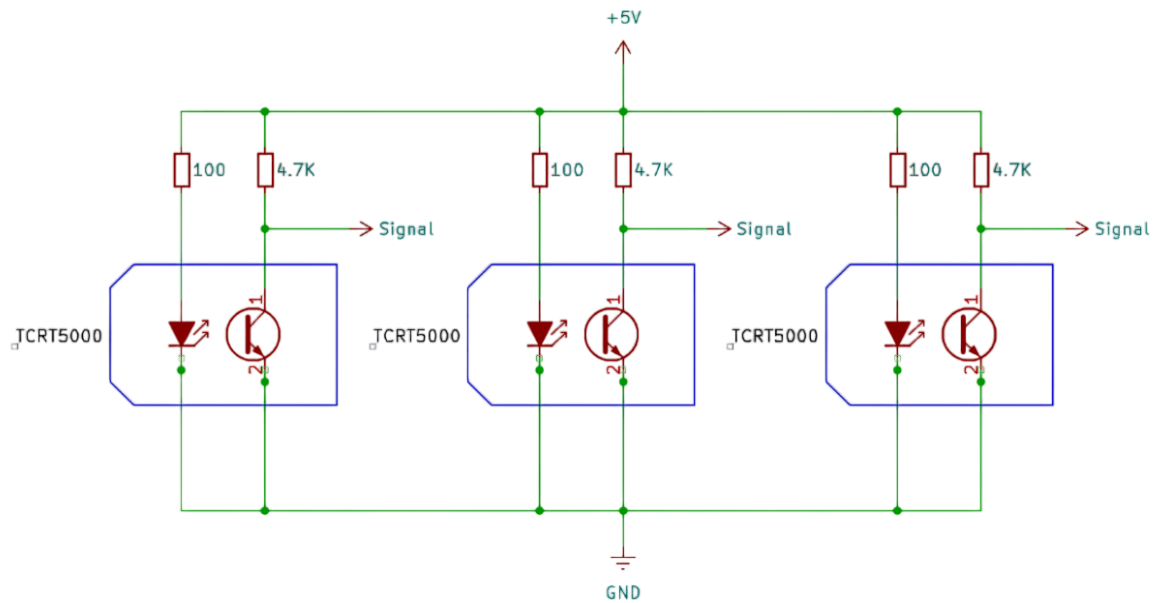 +5V
100
4.7K
100
4.7K
100
4.7K
Signal
Signal
Signal
1
1
1
TCRT5000
TCRT5000
TCRT5000
2
2
2
GND